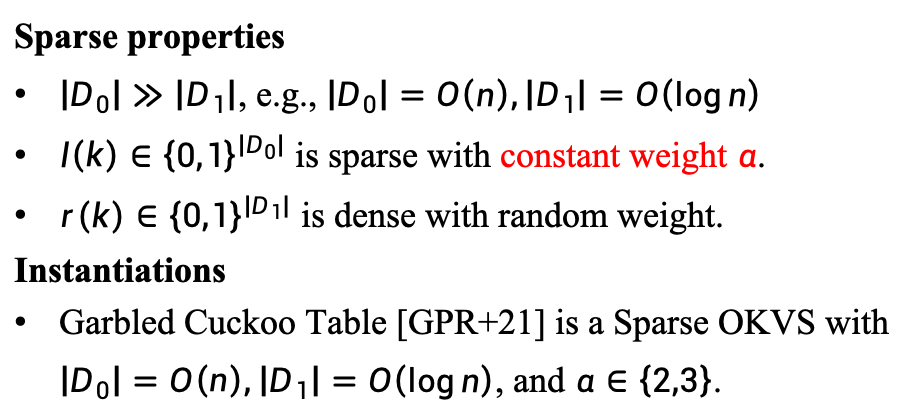 Sparse properties
• |D₀| ≫ |D₁|, e.g., |D₀| = O(n), |D₁| = O(log n)
• l(k) ∈ {0,1}^|D₀| is sparse with constant weight α.
• r(k) ∈ {0,1}^|D₁| is dense with random weight.
Instantiations
• Garbled Cuckoo Table [GPR+21] is a Sparse OKVS with
|D₀| = O(n), |D₁| = O(log n), and α ∈ {2,3}.